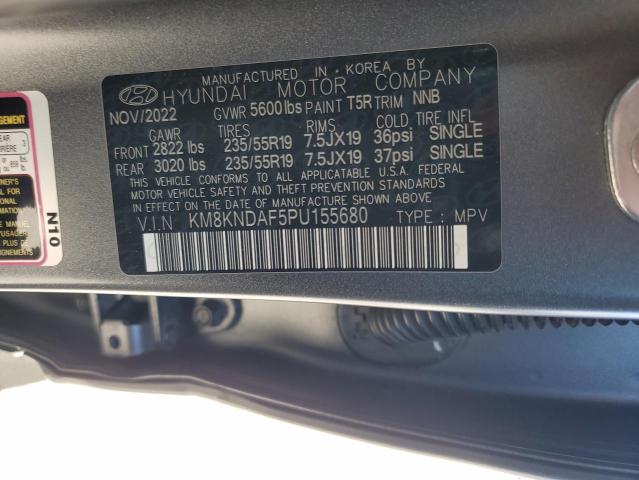 MANUFACTURED IN KOREA BY
HYUNDAI MOTOR COMPANY
NOV/2022 GVWR 5600lbs PAINT T5R TRIM NNB
GAWR TIRES RIMS COLD TIRE INFL
FRONT 2822 lbs 235/55R19 7.5JX19 36psi SINGLE
REAR 3020 lbs 235/55R19 7.5JX19 37psi SINGLE
THIS VEHICLE CONFORMS TO ALL APPLICABLE U.S.A. FEDERAL
MOTOR VEHICLE SAFETY AND THEFT PREVENTION STANDARDS
IN EFFECT ON THE DATE OF MANUFACTURE SHOWN ABOVE.
V.I.N KM8KNDAF5PU155680 TYPE : MPV
3
N10